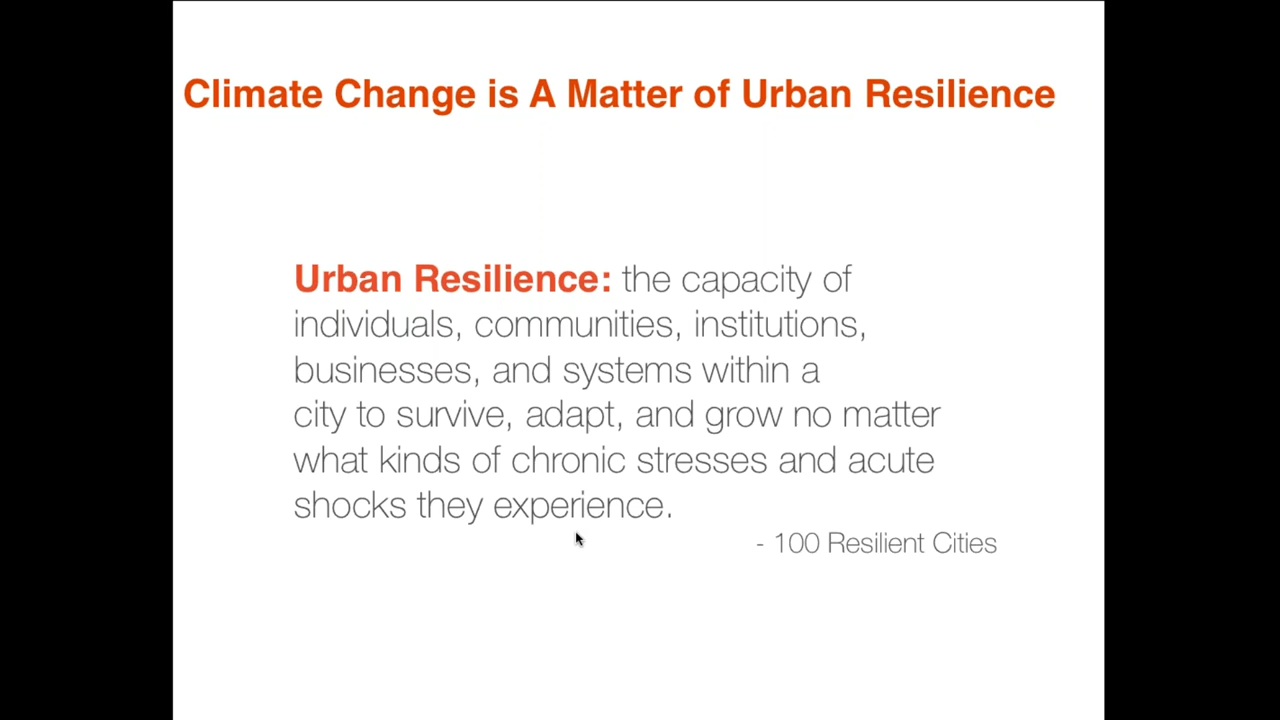 Climate Change is A Matter of Urban Resilience
Urban Resilience: the capacity of
individuals, communities, institutions,
businesses, and systems within a
city to survive, adapt, and grow no matter
what kinds of chronic stresses and acute
shocks they experience.
- 100 Resilient Cities